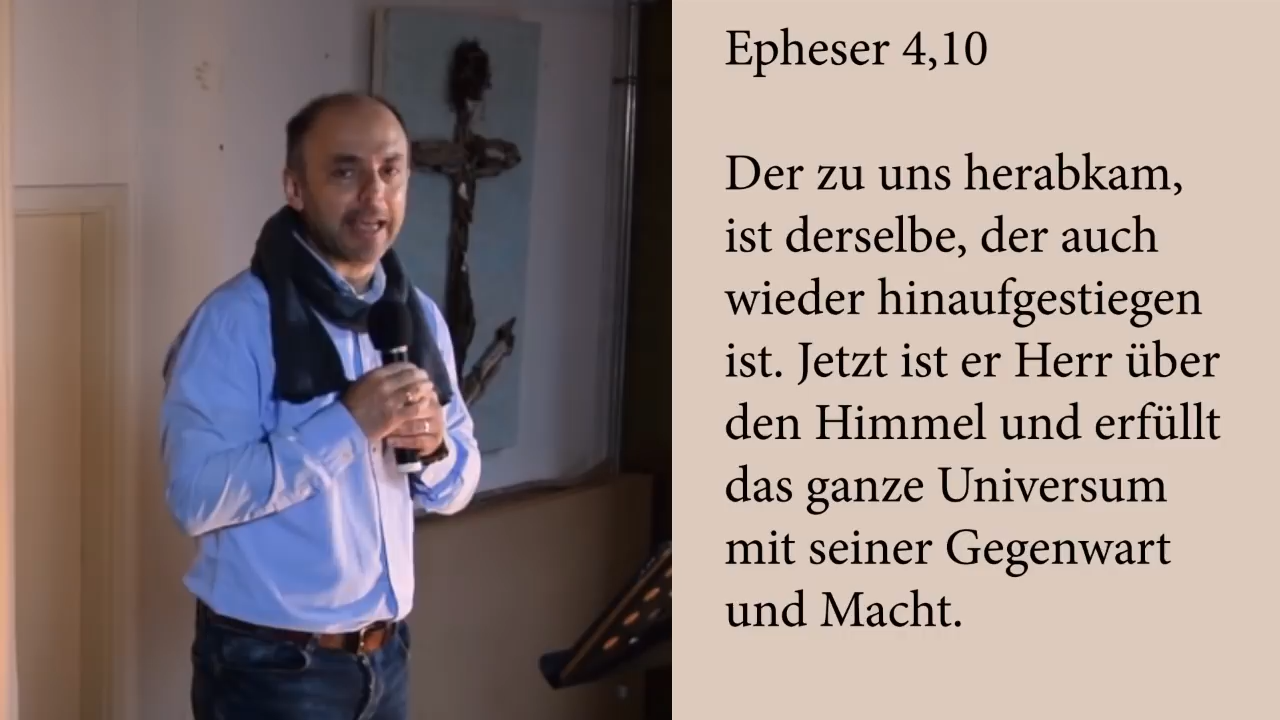 Epheser 4,10
Der zu uns herabkam,
ist derselbe, der auch
wieder hinaufgestiegen
ist. Jetzt ist er Herr über
den Himmel und erfüllt
das ganze Universum
mit seiner Gegenwart
und Macht.